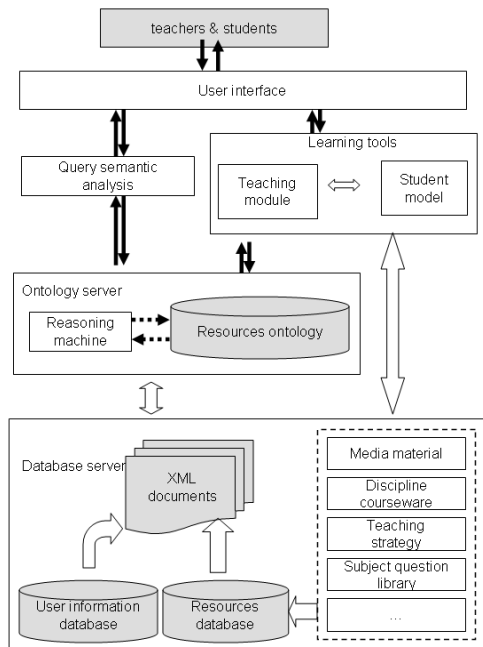 teachers & students
User interface
Learning tools
Query semantic
analysis
Teaching
module
Student
model
Ontology server
Reasoning
machine
Resources ontology
Database server
XML
documents
Media material
Discipline
courseware
Teaching
strategy
Subject question
library
...
User information
database
Resources
database